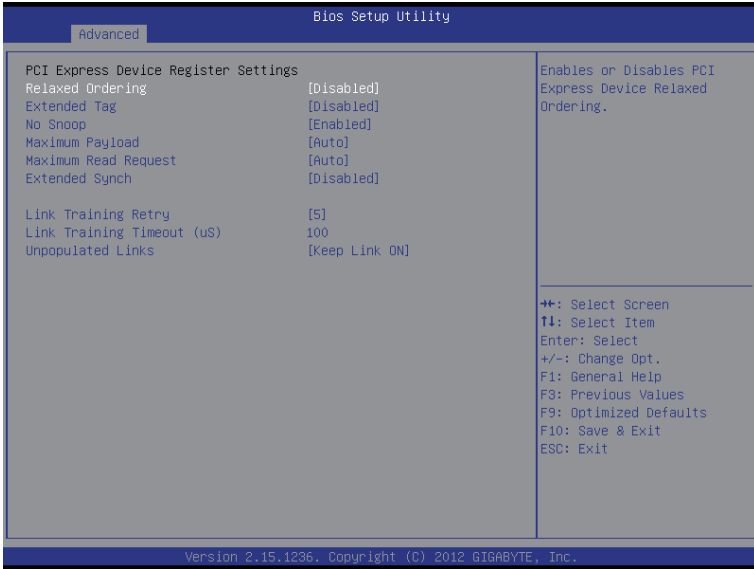 Bios Setup Utility
Advanced
PCI Express Device Register Settings
Relaxed Ordering [Disabled]
Extended Tag [Disabled]
No Snoop [Enabled]
Maximum Payload [Auto]
Maximum Read Request [Auto]
Extended Synch [Disabled]
Link Training Retry [5]
Link Training Timeout (uS) 100
Unpopulated Links [Keep Link ON]
Enables or Disables PCI
Express Device Relaxed
Ordering.
→←: Select Screen
↑↓: Select Item
Enter: Select
+/-: Change Opt.
F1: General Help
F3: Previous Values
F9: Optimized Defaults
F10: Save & Exit
ESC: Exit
Version 2.15.1236. Copyright (C) 2012 GIGABYTE, Inc.